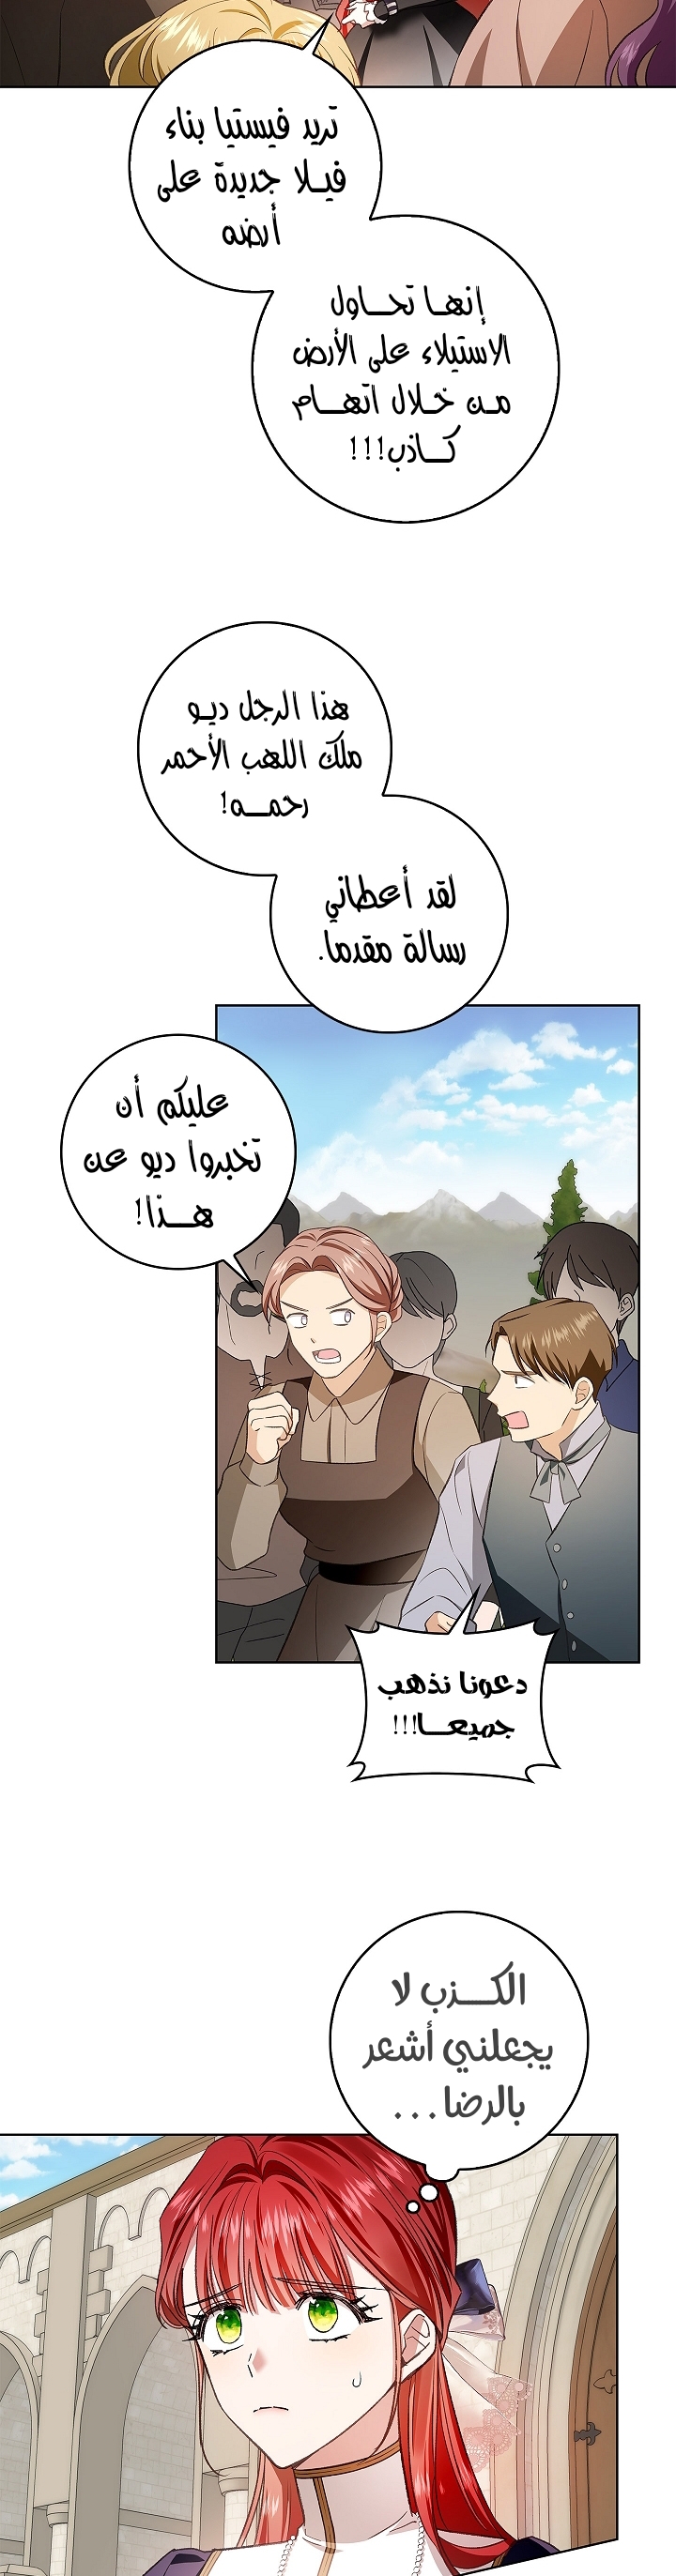 تريد فيستيا بناء
فيلا جديدة على
أرضه
إنها تحاول
الاستيلاء على الأرض
من خلال اتهام
كاذب!!!
هذا الرجل ديو
ملك اللهب الأحمر
رحمه!
لقد أعطاني
رسالة مقدما.
عليكم أن
تخبروا ديو عن
هذا!
دعونا نذهب
جميعا!!!
الكزب لا
يجعلني أشعر
بالرضا...